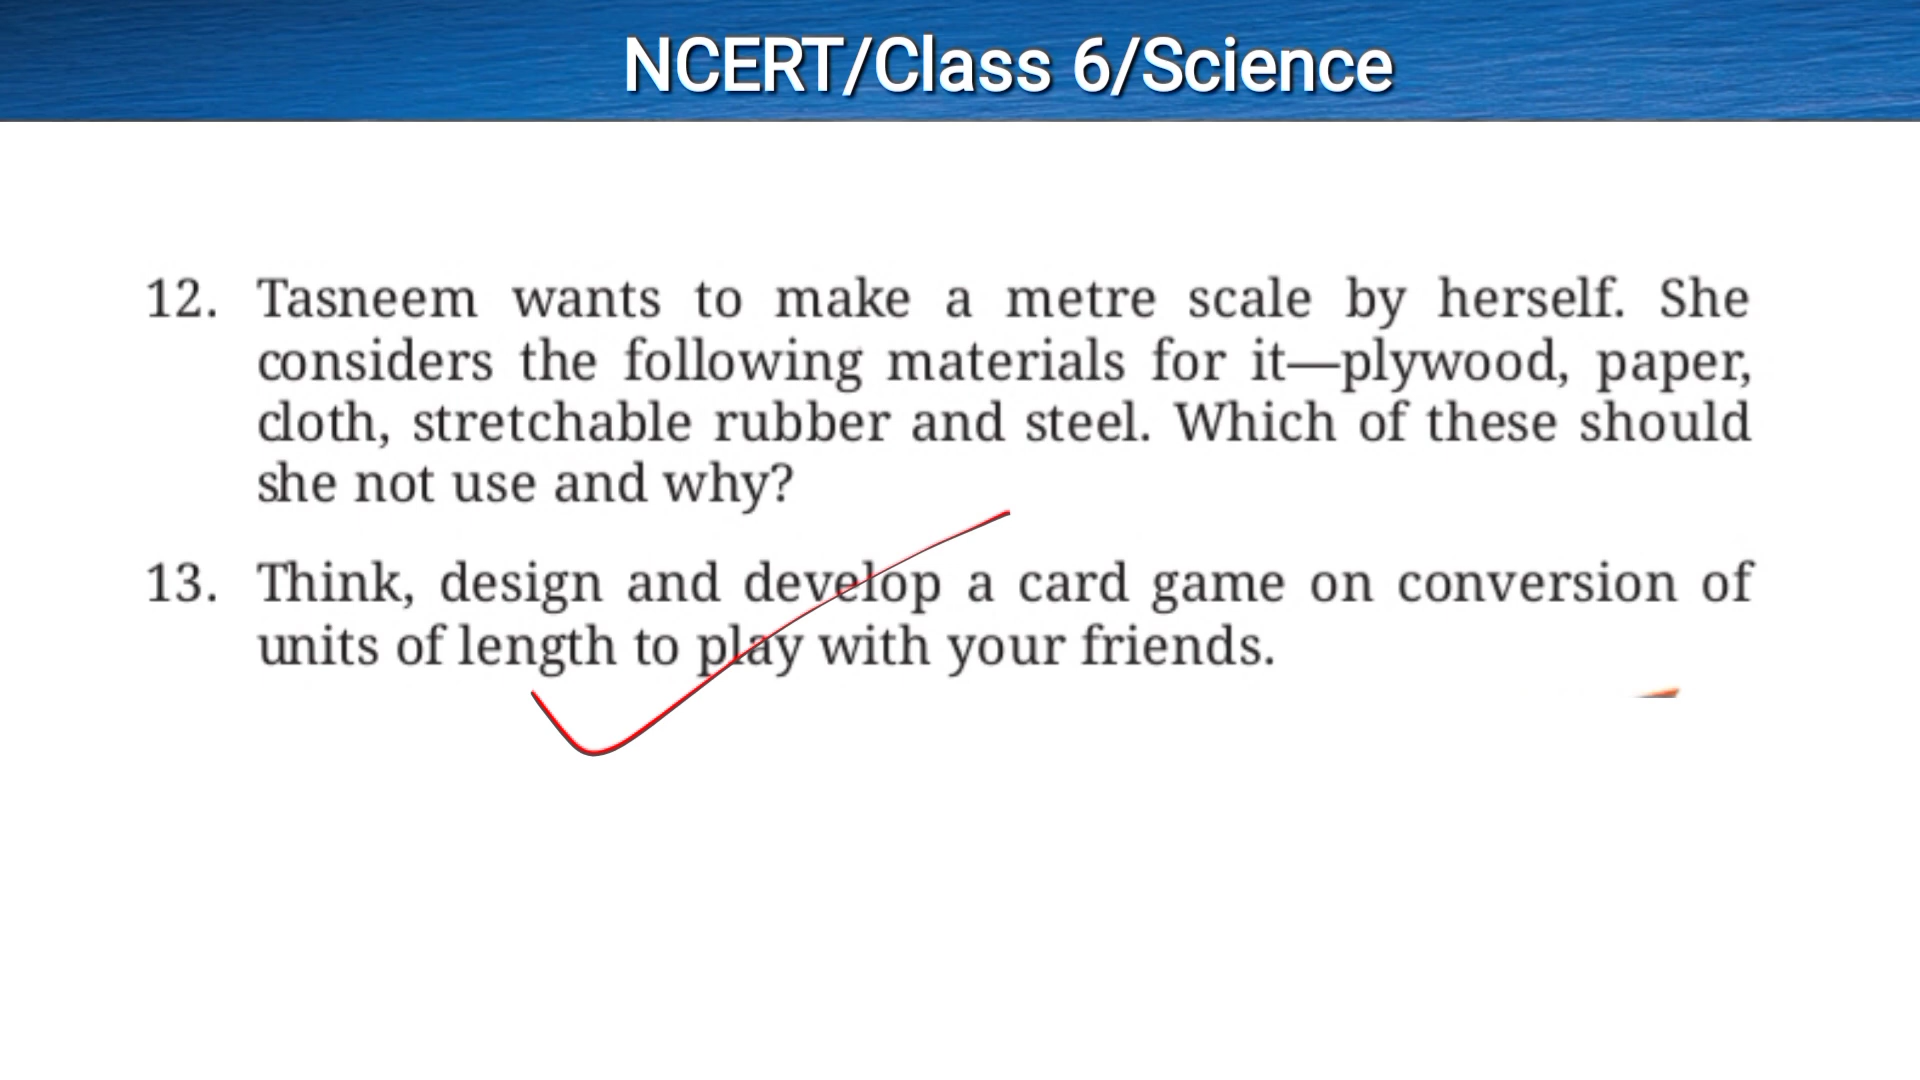 NCERT/Class 6/Science
12. Tasneem wants to make a metre scale by herself. She
considers the following materials for it—plywood, paper,
cloth, stretchable rubber and steel. Which of these should
she not use and why?
13. Think, design and develop a card game on conversion of
units of length to play with your friends.